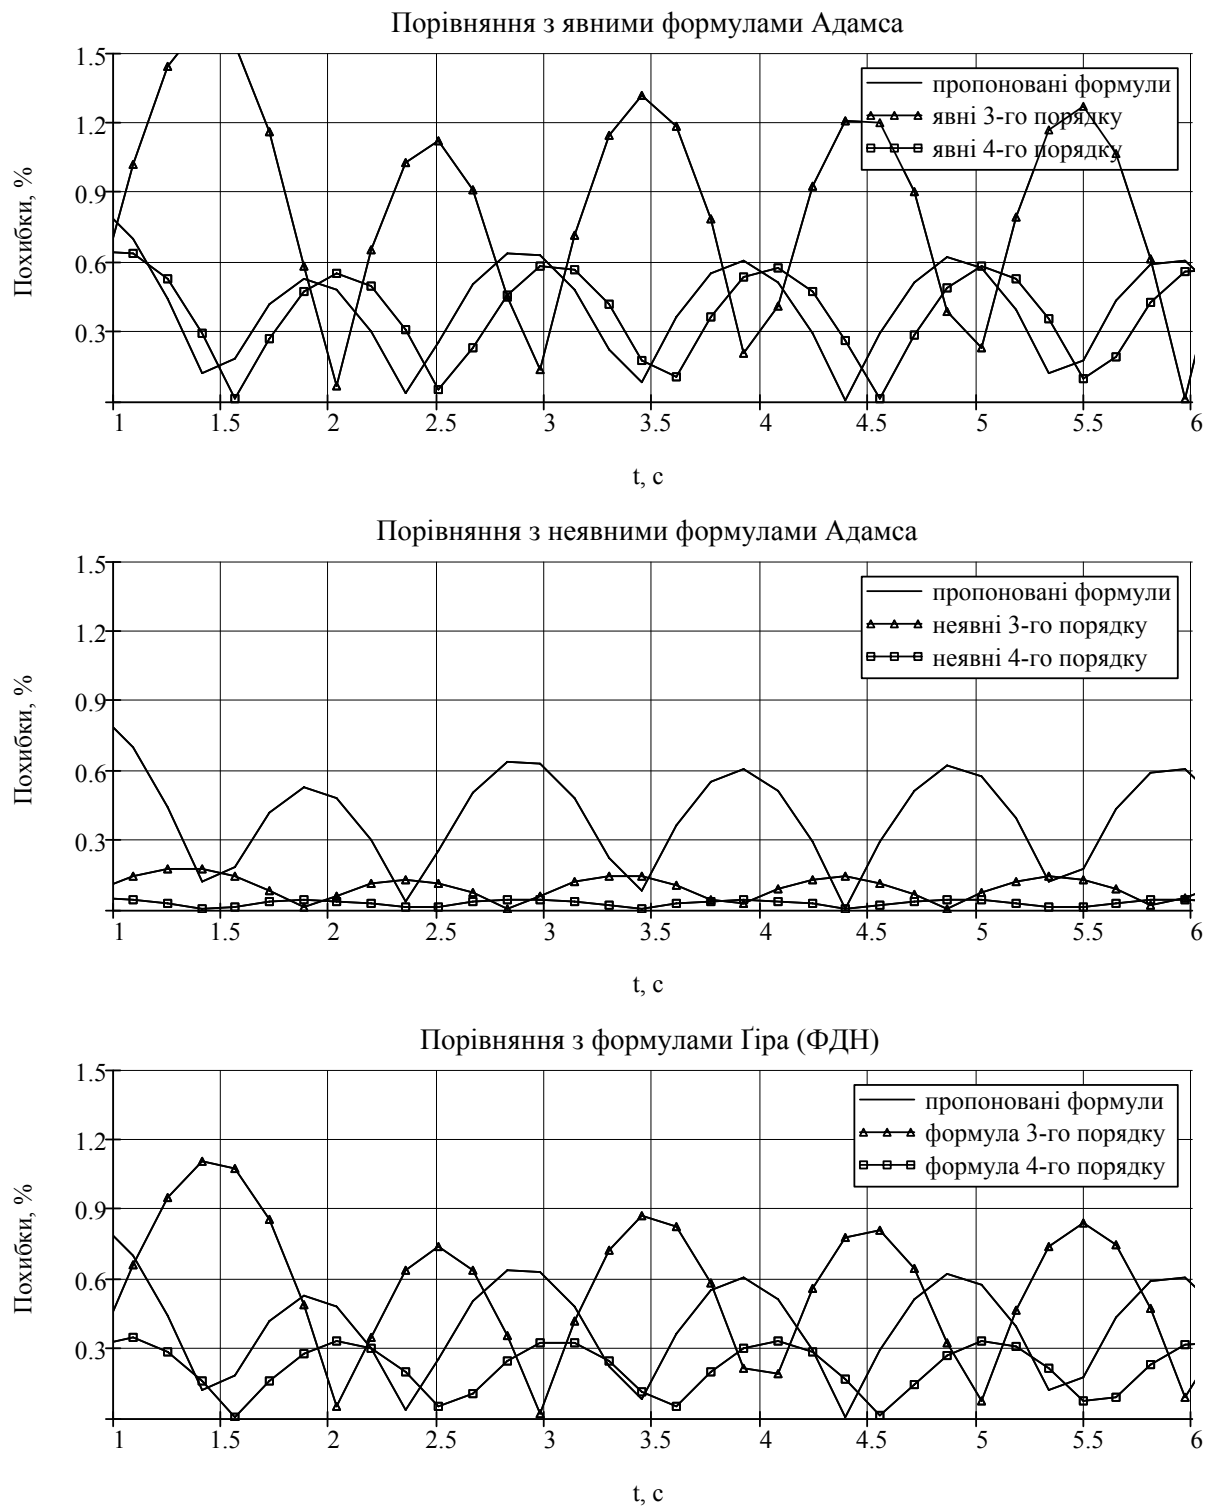 Порівняння з явними формулами Адамса
1.5
пропоновані формули
1.2
явні 3-го порядку
явні 4-го порядку
0.9
Похибки, %
0.6
0.3
1 1.5 2 2.5 3 3.5 4 4.5 5 5.5 6
t, с
Порівняння з неявними формулами Адамса
1.5
пропоновані формули
1.2
неявні 3-го порядку
неявні 4-го порядку
0.9
Похибки, %
0.6
0.3
1 1.5 2 2.5 3 3.5 4 4.5 5 5.5 6
t, с
Порівняння з формулами Ґіра (ФДН)
1.5
пропоновані формули
1.2
формула 3-го порядку
формула 4-го порядку
0.9
Похибки, %
0.6
0.3
1 1.5 2 2.5 3 3.5 4 4.5 5 5.5 6
t, с